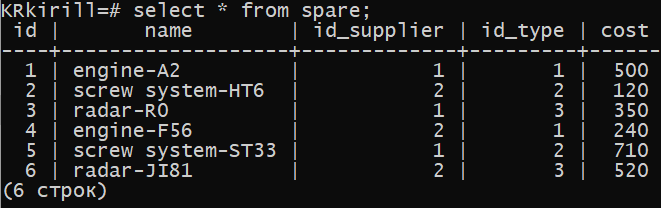 KRkirill=# select * from spare;
 id |        name        | id_supplier | id_type | cost
----+--------------------+-------------+---------+------
  1 | engine-A2          |           1 |       1 |  500
  2 | screw system-HT6   |           2 |       2 |  120
  3 | radar-R0           |           1 |       3 |  350
  4 | engine-F56         |           2 |       1 |  240
  5 | screw system-ST33  |           1 |       2 |  710
  6 | radar-JI81         |           2 |       3 |  520
(6 строк)